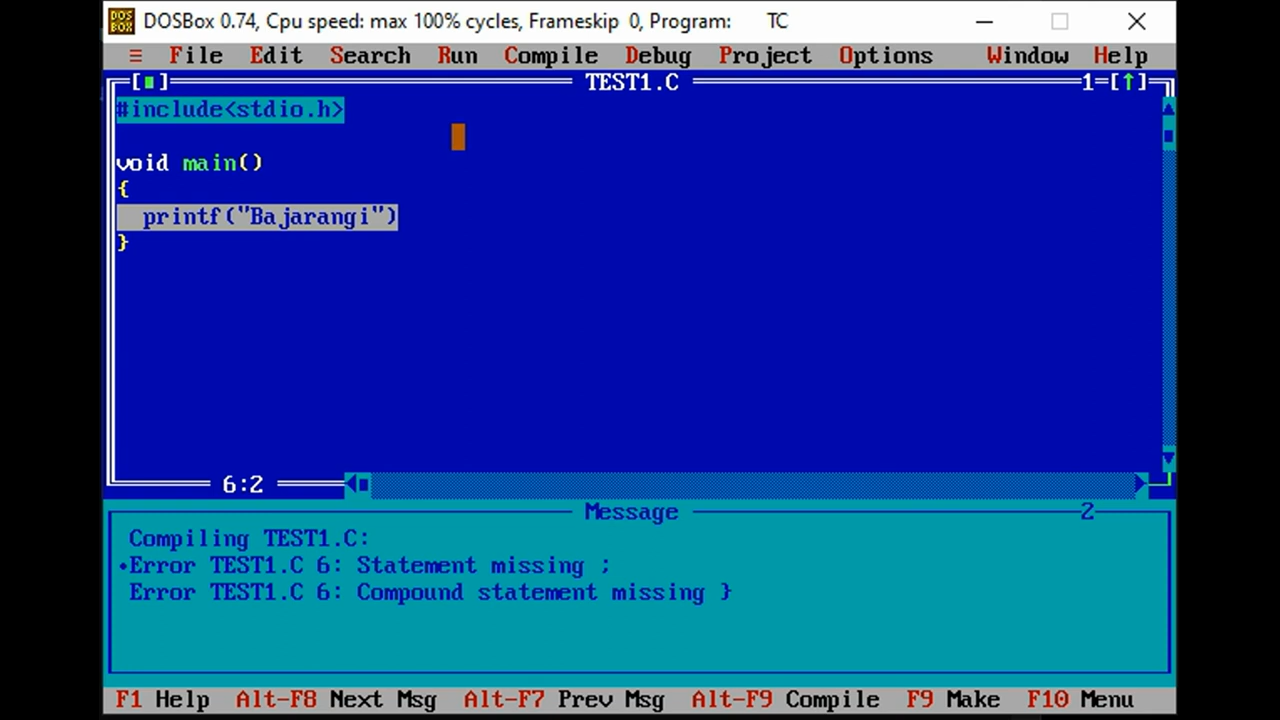 DOSBox 0.74, Cpu speed: max 100% cycles, Frameskip 0, Program: TC
≡ File Edit Search Run Compile Debug Project Options Window Help
[■] TEST1.C 1=[↑]
#include<stdio.h>
void main()
{
printf("Bajarangi")
}
6:2
Message 2
Compiling TEST1.C:
•Error TEST1.C 6: Statement missing ;
Error TEST1.C 6: Compound statement missing }
F1 Help Alt-F8 Next Msg Alt-F7 Prev Msg Alt-F9 Compile F9 Make F10 Menu